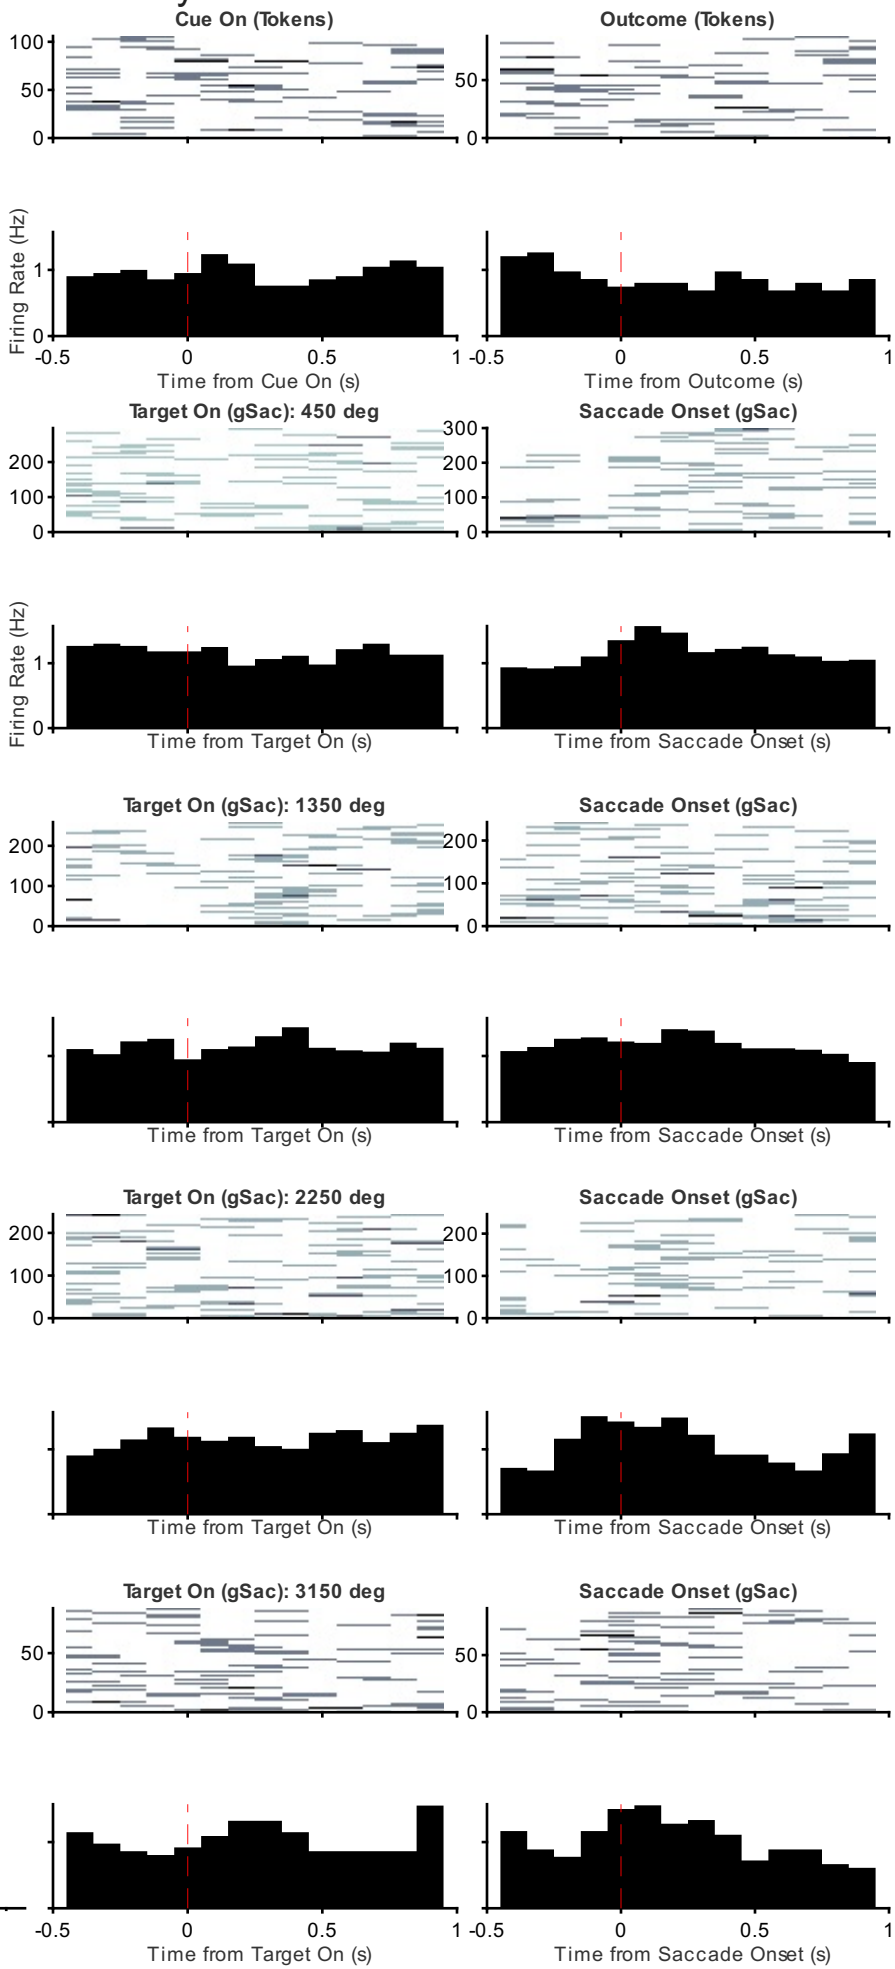 Cue On (Tokens) Outcome (Tokens)
100
50
0
50
0
Firing Rate (Hz)
1
0
-0.5 0 0.5 1 -0.5 0 0.5 1
Time from Cue On (s) Time from Outcome (s)
Target On (gSac): 450 deg Saccade Onset (gSac)
200
100
0
300
200
100
0
Firing Rate (Hz)
1
0
Time from Target On (s) Time from Saccade Onset (s)
Target On (gSac): 1350 deg Saccade Onset (gSac)
200
100
0
200
100
0
Time from Target On (s) Time from Saccade Onset (s)
Target On (gSac): 2250 deg Saccade Onset (gSac)
200
100
0
200
100
0
Time from Target On (s) Time from Saccade Onset (s)
Target On (gSac): 3150 deg Saccade Onset (gSac)
50
0
50
0
-0.5 0 0.5 1 -0.5 0 0.5 1
Time from Target On (s) Time from Saccade Onset (s)